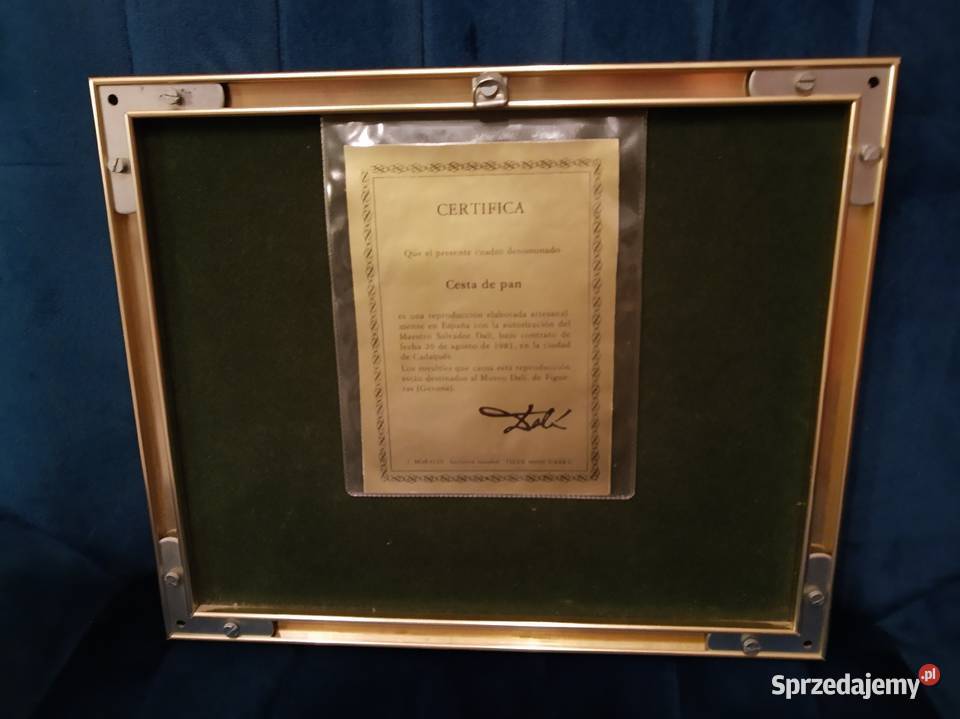 CERTIFICA
Que el presente cuadro denominado
Cesta de pan
es una reproducción elaborada artesanal
mente en España con la autorización del
Maestro Salvador Dalí, bajo contrato de
fecha 20 de agosto de 1981, en la ciudad
de Cadaqués.
Los royalties que causa esta reproducción
están destinados al Museo Dalí, de Figue
ras (Gerona).
Dalí
J. MORALES
Sprzedajemy.pl